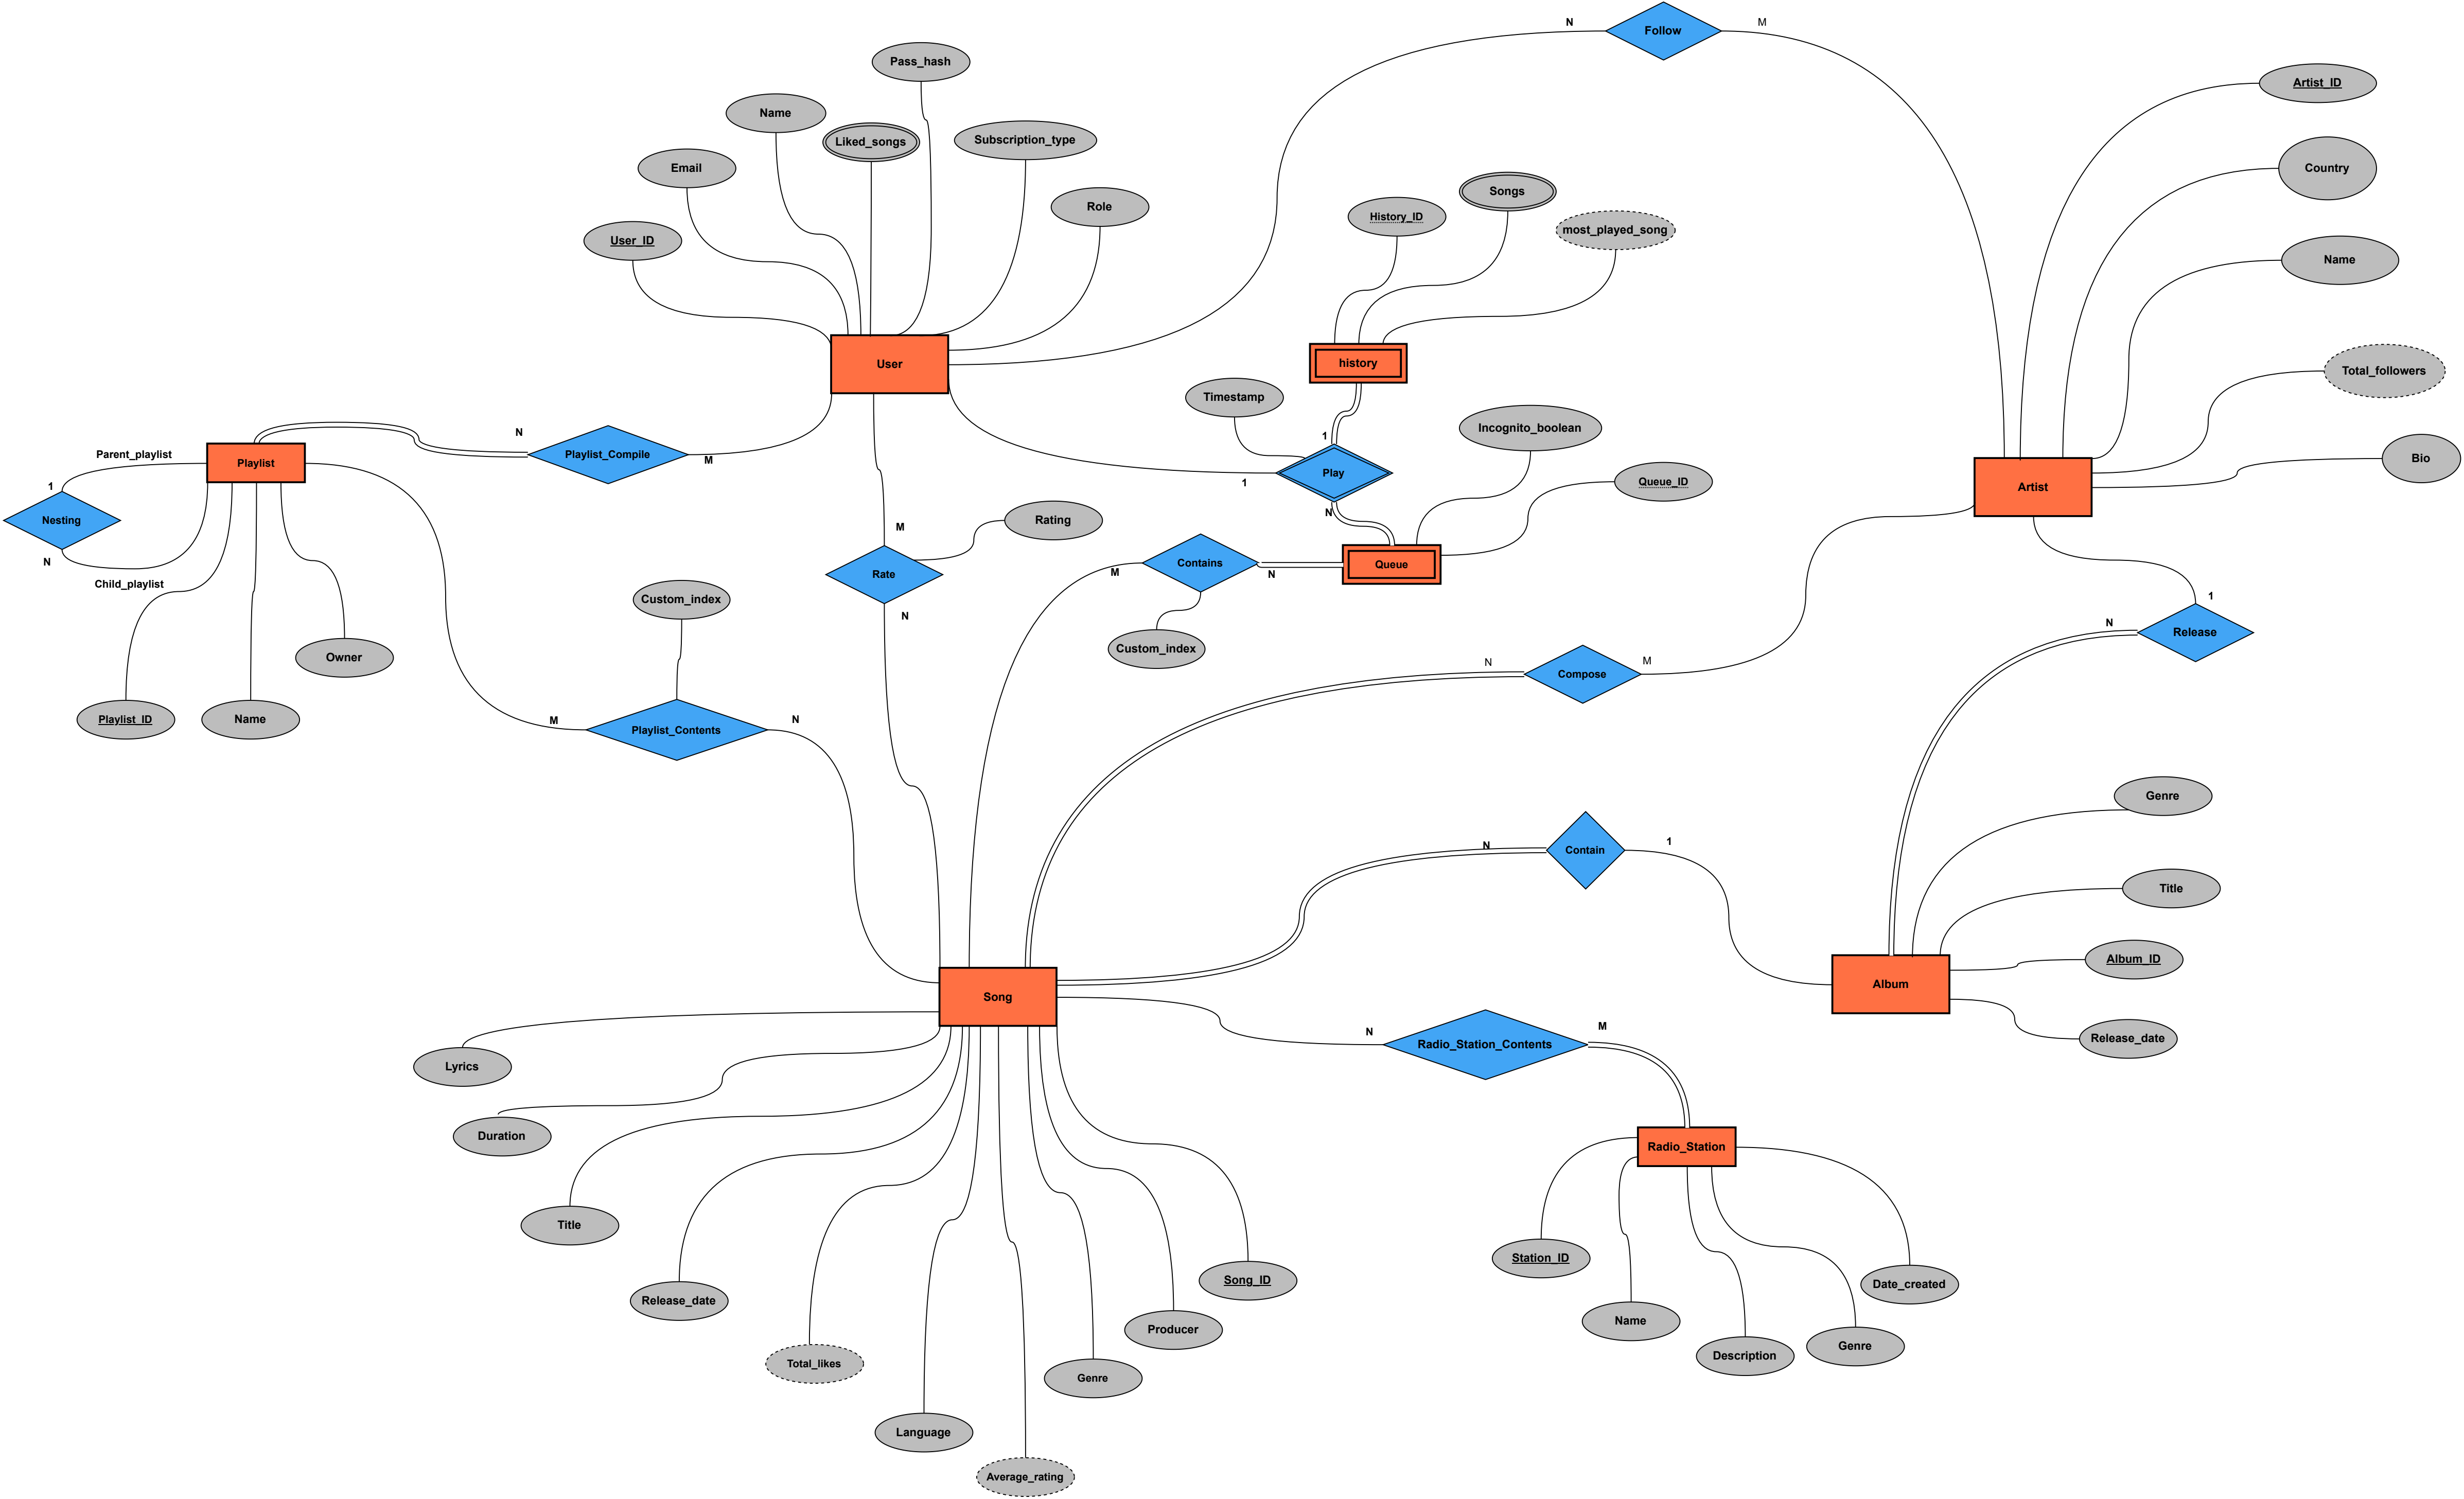 N
Follow
M
Pass_hash
Artist_ID
Name
Liked_songs
Subscription_type
Email
Country
Songs
Role
History_ID
most_played_song
User_ID
Name
User
history
Total_followers
Timestamp
Queue_ID
Incognito_boolean
N
1
Playlist_Compile
M
Parent_playlist
Playlist
Bio
Play
1
1
Artist
Nesting
N
M
Rating
N
Contains
M
N
Queue
Rate
Child_playlist
Custom_index
1
N
Release
N
Custom_index
Owner
N
M
Compose
Playlist_ID
Name
M
N
Playlist_Contents
Genre
N
Contain
1
Title
Album_ID
Album
Song
N
M
Radio_Station_Contents
Release_date
Lyrics
Duration
Radio_Station
Title
Station_ID
Song_ID
Date_created
Release_date
Name
Producer
Genre
Description
Total_likes
Genre
Language
Average_rating